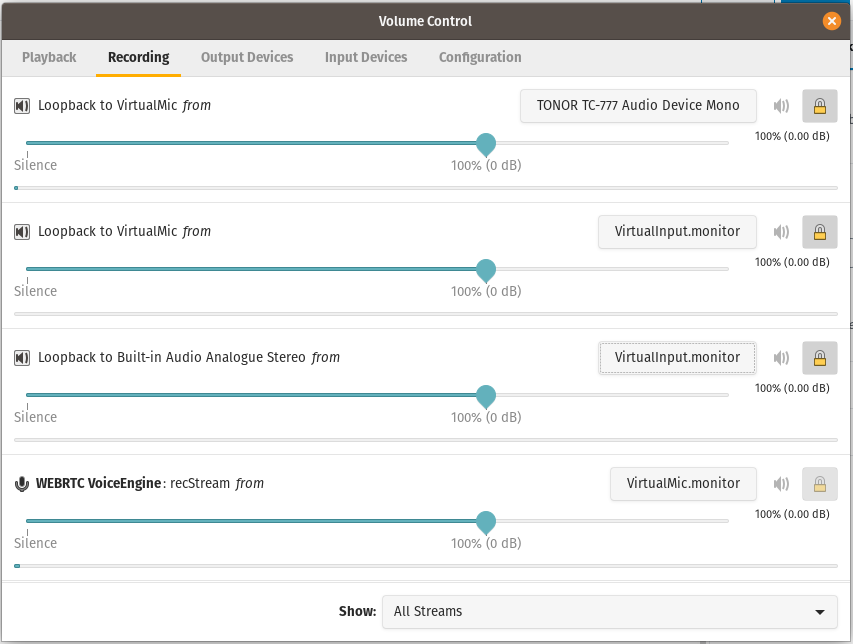 Volume Control
Playback Recording Output Devices Input Devices Configuration
Loopback to VirtualMic from TONOR TC-777 Audio Device Mono
100% (0.00 dB)
Silence 100% (0 dB)
Loopback to VirtualMic from VirtualInput.monitor
100% (0.00 dB)
Silence 100% (0 dB)
Loopback to Built-in Audio Analogue Stereo from VirtualInput.monitor
100% (0.00 dB)
Silence 100% (0 dB)
WEBRTC VoiceEngine: recStream from VirtualMic.monitor
100% (0.00 dB)
Silence 100% (0 dB)
Show: All Streams